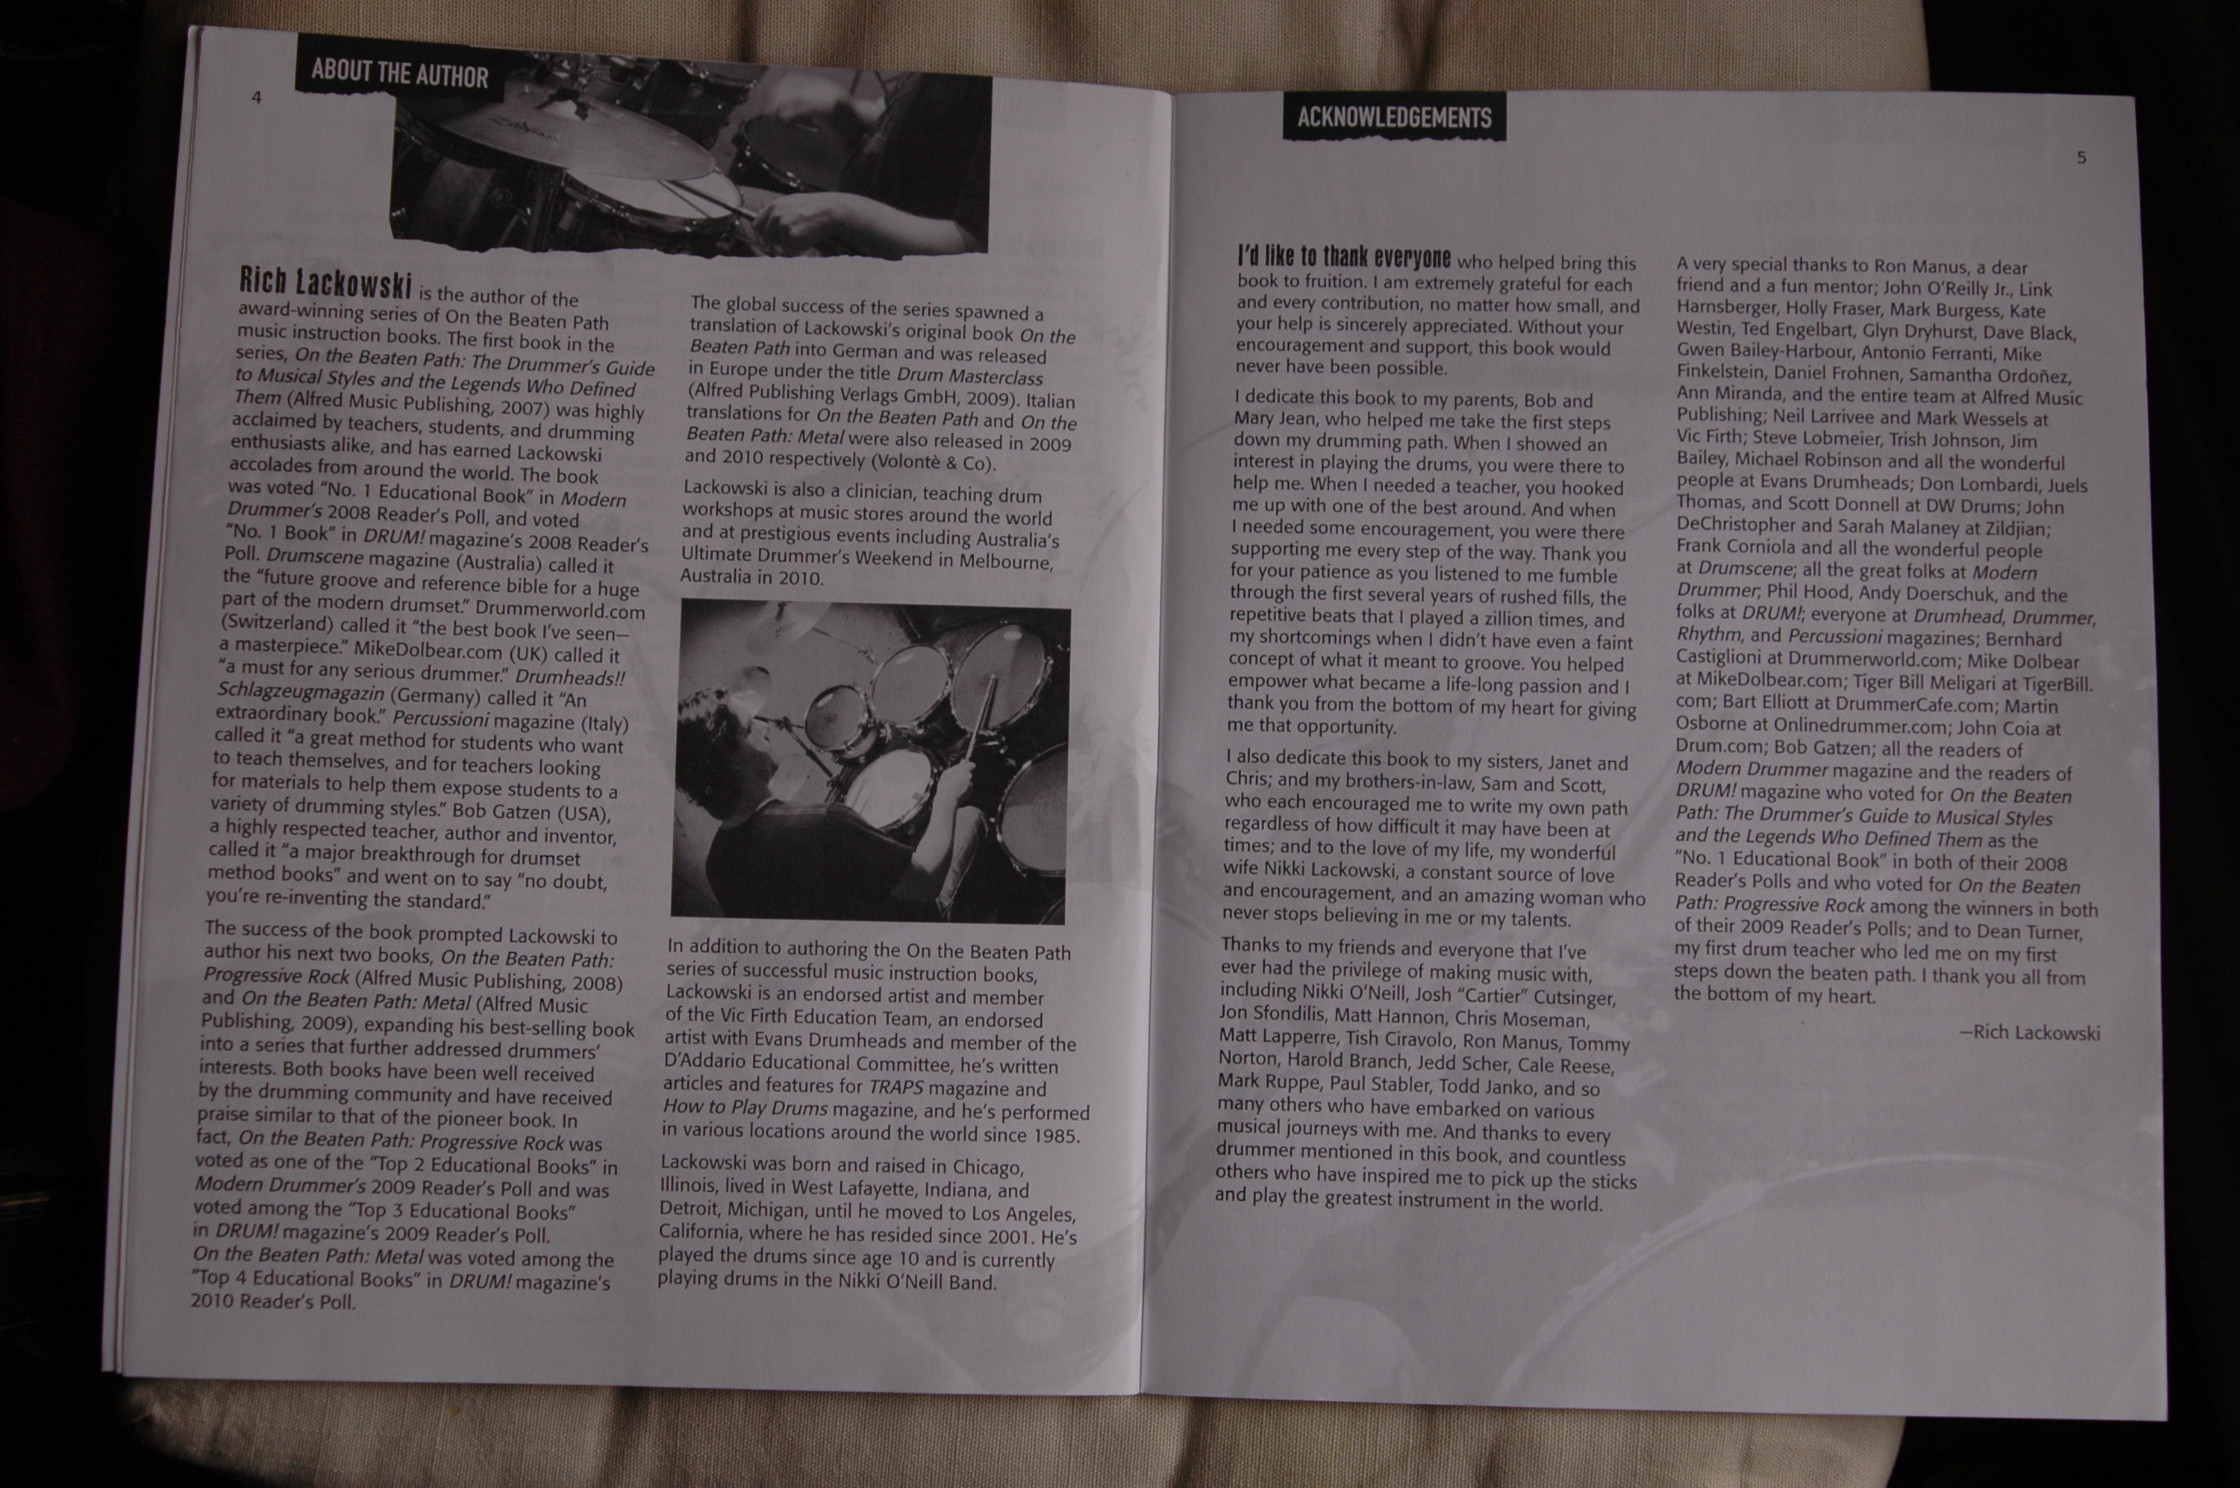 ABOUT THE AUTHOR
4
Rich Lackowski is the author of the
award-winning series of On the Beaten Path
music instruction books. The first book in the
series, On the Beaten Path: The Drummer's Guide
to Musical Styles and the Legends Who Defined
Them (Alfred Music Publishing, 2007) was highly
acclaimed by teachers, students, and drumming
enthusiasts alike, and has earned Lackowski
accolades from around the world. The book
was voted “No. 1 Educational Book” in Modern
Drummer's 2008 Reader's Poll, and voted
“No. 1 Book” in DRUM! magazine's 2008 Reader's
Poll. Drumscene magazine (Australia) called it
the “future groove and reference bible for a huge
part of the modern drumset.” Drummerworld.com
(Switzerland) called it “the best book I've seen—
a masterpiece.” MikeDolbear.com (UK) called it
“a must for any serious drummer.” Drumheads!!
Schlagzeugmagazin (Germany) called it “An
extraordinary book.” Percussioni magazine (Italy)
called it “a great method for students who want
to teach themselves, and for teachers looking
for materials to help them expose students to a
variety of drumming styles.” Bob Gatzen (USA),
a highly respected teacher, author and inventor,
called it “a major breakthrough for drumset
method books” and went on to say “no doubt,
you're re-inventing the standard.”
The success of the book prompted Lackowski to
author his next two books, On the Beaten Path:
Progressive Rock (Alfred Music Publishing, 2008)
and On the Beaten Path: Metal (Alfred Music
Publishing, 2009), expanding his best-selling book
into a series that further addressed drummers'
interests. Both books have been well received
by the drumming community and have received
praise similar to that of the pioneer book. In
fact, On the Beaten Path: Progressive Rock was
voted as one of the “Top 2 Educational Books” in
Modern Drummer's 2009 Reader's Poll and was
voted among the “Top 3 Educational Books”
in DRUM! magazine's 2009 Reader's Poll.
On the Beaten Path: Metal was voted among the
“Top 4 Educational Books” in DRUM! magazine's
2010 Reader's Poll.
The global success of the series spawned a
translation of Lackowski's original book On the
Beaten Path into German and was released
in Europe under the title Drum Masterclass
(Alfred Publishing Verlags GmbH, 2009). Italian
translations for On the Beaten Path and On the
Beaten Path: Metal were also released in 2009
and 2010 respectively (Volontè & Co).
Lackowski is also a clinician, teaching drum
workshops at music stores around the world
and at prestigious events including Australia's
Ultimate Drummer's Weekend in Melbourne,
Australia in 2010.
In addition to authoring the On the Beaten Path
series of successful music instruction books,
Lackowski is an endorsed artist and member
of the Vic Firth Education Team, an endorsed
artist with Evans Drumheads and member of the
D'Addario Educational Committee, he's written
articles and features for TRAPS magazine and
How to Play Drums magazine, and he's performed
in various locations around the world since 1985.
Lackowski was born and raised in Chicago,
Illinois, lived in West Lafayette, Indiana, and
Detroit, Michigan, until he moved to Los Angeles,
California, where he has resided since 2001. He's
played the drums since age 10 and is currently
playing drums in the Nikki O'Neill Band.
ACKNOWLEDGEMENTS
5
I'd like to thank everyone who helped bring this
book to fruition. I am extremely grateful for each
and every contribution, no matter how small, and
your help is sincerely appreciated. Without your
encouragement and support, this book would
never have been possible.
I dedicate this book to my parents, Bob and
Mary Jean, who helped me take the first steps
down my drumming path. When I showed an
interest in playing the drums, you were there to
help me. When I needed a teacher, you hooked
me up with one of the best around. And when
I needed some encouragement, you were there
supporting me every step of the way. Thank you
for your patience as you listened to me fumble
through the first several years of rushed fills, the
repetitive beats that I played a zillion times, and
my shortcomings when I didn't have even a faint
concept of what it meant to groove. You helped
empower what became a life-long passion and I
thank you from the bottom of my heart for giving
me that opportunity.
I also dedicate this book to my sisters, Janet and
Chris; and my brothers-in-law, Sam and Scott,
who each encouraged me to write my own path
regardless of how difficult it may have been at
times; and to the love of my life, my wonderful
wife Nikki Lackowski, a constant source of love
and encouragement, and an amazing woman who
never stops believing in me or my talents.
Thanks to my friends and everyone that I've
ever had the privilege of making music with,
including Nikki O'Neill, Josh “Cartier” Cutsinger,
Jon Sfondilis, Matt Hannon, Chris Moseman,
Matt Lapperre, Tish Ciravolo, Ron Manus, Tommy
Norton, Harold Branch, Jedd Scher, Cale Reese,
Mark Ruppe, Paul Stabler, Todd Janko, and so
many others who have embarked on various
musical journeys with me. And thanks to every
drummer mentioned in this book, and countless
others who have inspired me to pick up the sticks
and play the greatest instrument in the world.
A very special thanks to Ron Manus, a dear
friend and a fun mentor; John O'Reilly Jr., Link
Harnsberger, Holly Fraser, Mark Burgess, Kate
Westin, Ted Engelbart, Glyn Dryhurst, Dave Black,
Gwen Bailey-Harbour, Antonio Ferranti, Mike
Finkelstein, Daniel Frohnen, Samantha Ordoñez,
Ann Miranda, and the entire team at Alfred Music
Publishing; Neil Larrivee and Mark Wessels at
Vic Firth; Steve Lobmeier, Trish Johnson, Jim
Bailey, Michael Robinson and all the wonderful
people at Evans Drumheads; Don Lombardi, Juels
Thomas, and Scott Donnell at DW Drums; John
DeChristopher and Sarah Malaney at Zildjian;
Frank Corniola and all the wonderful people
at Drumscene; all the great folks at Modern
Drummer; Phil Hood, Andy Doerschuk, and the
folks at DRUM!; everyone at Drumhead, Drummer,
Rhythm, and Percussioni magazines; Bernhard
Castiglioni at Drummerworld.com; Mike Dolbear
at MikeDolbear.com; Tiger Bill Meligari at TigerBill.
com; Bart Elliott at DrummerCafe.com; Martin
Osborne at Onlinedrummer.com; John Coia at
Drum.com; Bob Gatzen; all the readers of
Modern Drummer magazine and the readers of
DRUM! magazine who voted for On the Beaten
Path: The Drummer's Guide to Musical Styles
and the Legends Who Defined Them as the
“No. 1 Educational Book” in both of their 2008
Reader's Polls and who voted for On the Beaten
Path: Progressive Rock among the winners in both
of their 2009 Reader's Polls; and to Dean Turner,
my first drum teacher who led me on my first
steps down the beaten path. I thank you all from
the bottom of my heart.
—Rich Lackowski